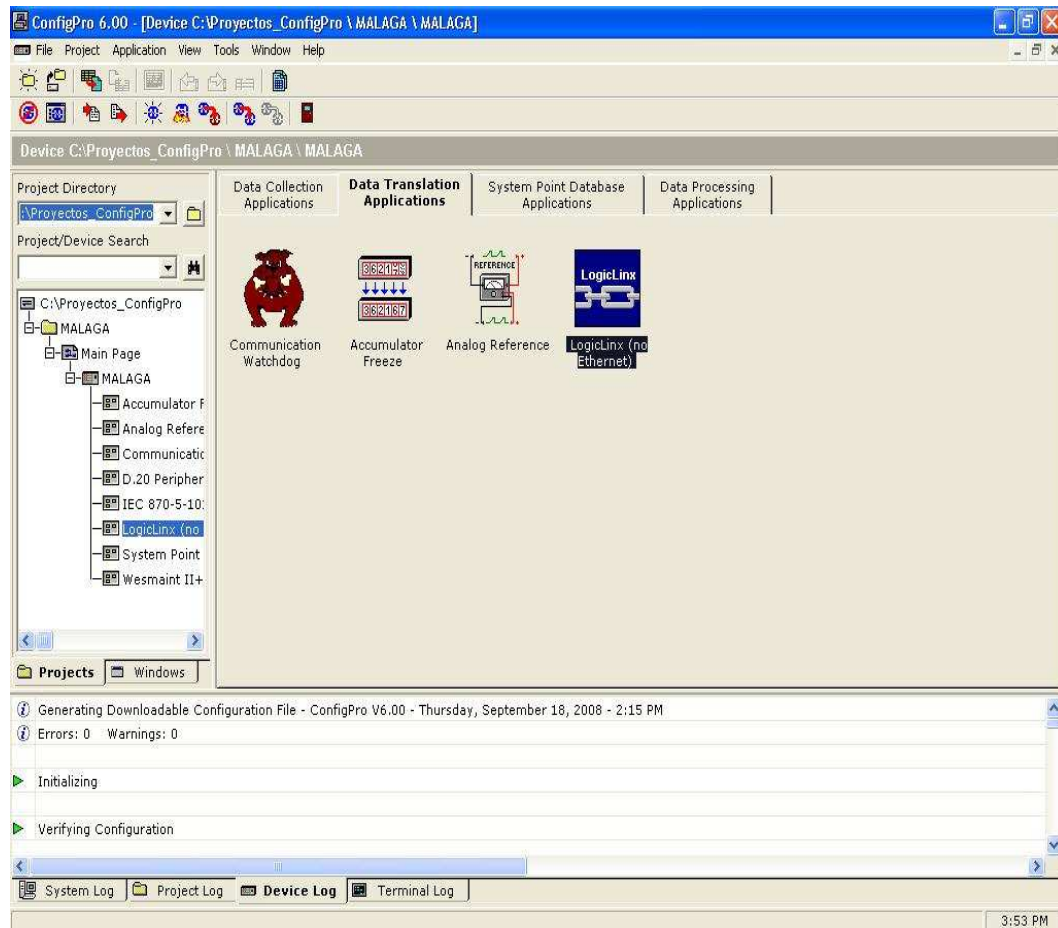 ConfigPro 6.00 - [Device C:\Proyectos_ConfigPro \ MALAGA \ MALAGA]
File Project Application View Tools Window Help
Device C:\Proyectos_ConfigPro \ MALAGA \ MALAGA
Project Directory
:\Proyectos_ConfigPro
Project/Device Search
C:\Proyectos_ConfigPro
MALAGA
Main Page
MALAGA
Accumulator F
Analog Refere
Communicatic
D.20 Peripher
IEC 870-5-10
LogicLinx (no
System Point
Wesmaint II+
Projects Windows
Data Collection Applications
Data Translation Applications
System Point Database Applications
Data Processing Applications
Communication Watchdog
Accumulator Freeze
REFERENCE
Analog Reference
LogicLinx
LogicLinx (no Ethernet)
Generating Downloadable Configuration File - ConfigPro V6.00 - Thursday, September 18, 2008 - 2:15 PM
Errors: 0 Warnings: 0
Initializing
Verifying Configuration
System Log Project Log Device Log Terminal Log
3:53 PM